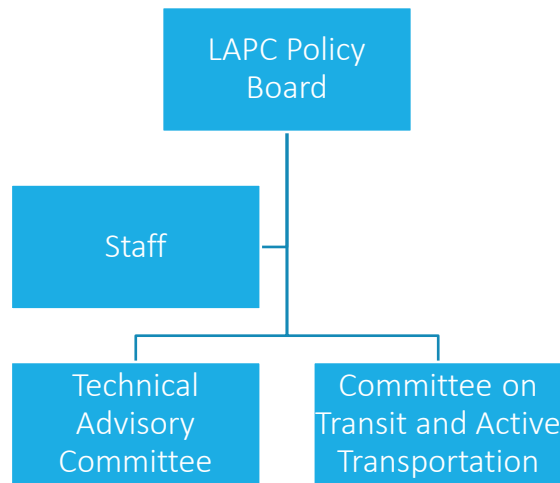 LAPC Policy
Board
Staff
Technical
Advisory
Committee
Committee on
Transit and Active
Transportation